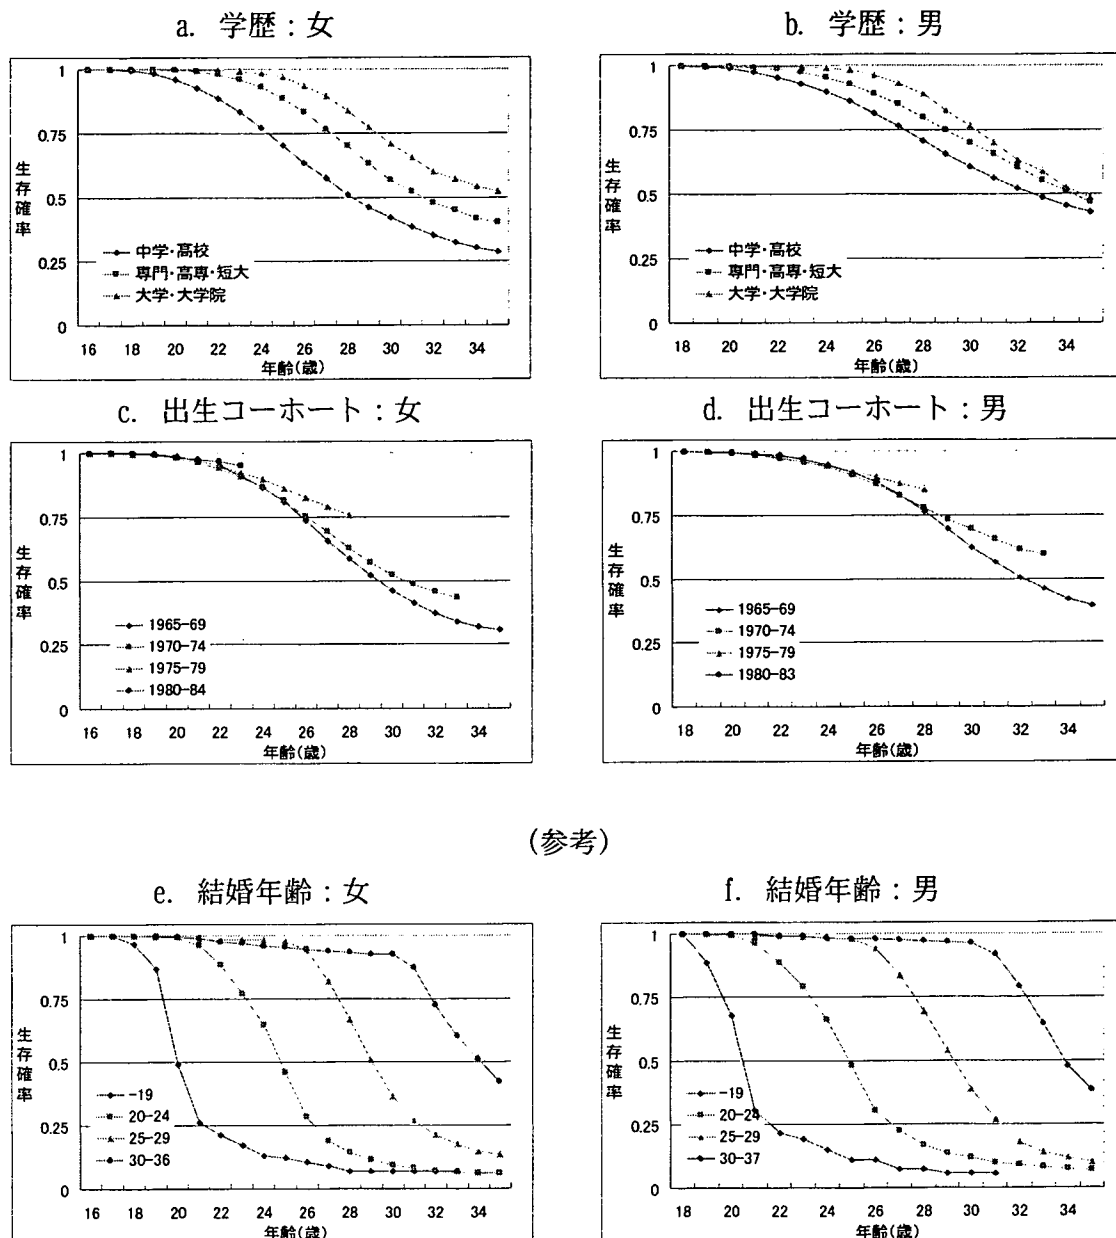 a. 学歴：女
1
0.75
0.5
0.25
0
生存確率
中学・高校
専門・高専・短大
大学・大学院
16 18 20 22 24 26 28 30 32 34
年齢(歳)
b. 学歴：男
1
0.75
0.5
0.25
0
生存確率
中学・高校
専門・高専・短大
大学・大学院
18 20 22 24 26 28 30 32 34
年齢(歳)
c. 出生コーホート：女
1
0.75
0.5
0.25
0
生存確率
1965-69
1970-74
1975-79
1980-84
16 18 20 22 24 26 28 30 32 34
年齢(歳)
d. 出生コーホート：男
1
0.75
0.5
0.25
0
生存確率
1965-69
1970-74
1975-79
1980-83
18 20 22 24 26 28 30 32 34
年齢(歳)
(参考)
e. 結婚年齢：女
1
0.75
0.5
0.25
0
生存確率
-19
20-24
25-29
30-36
16 18 20 22 24 26 28 30 32 34
年齢(歳)
f. 結婚年齢：男
1
0.75
0.5
0.25
0
生存確率
-19
20-24
25-29
30-37
18 20 22 24 26 28 30 32 34
年齢(歳)